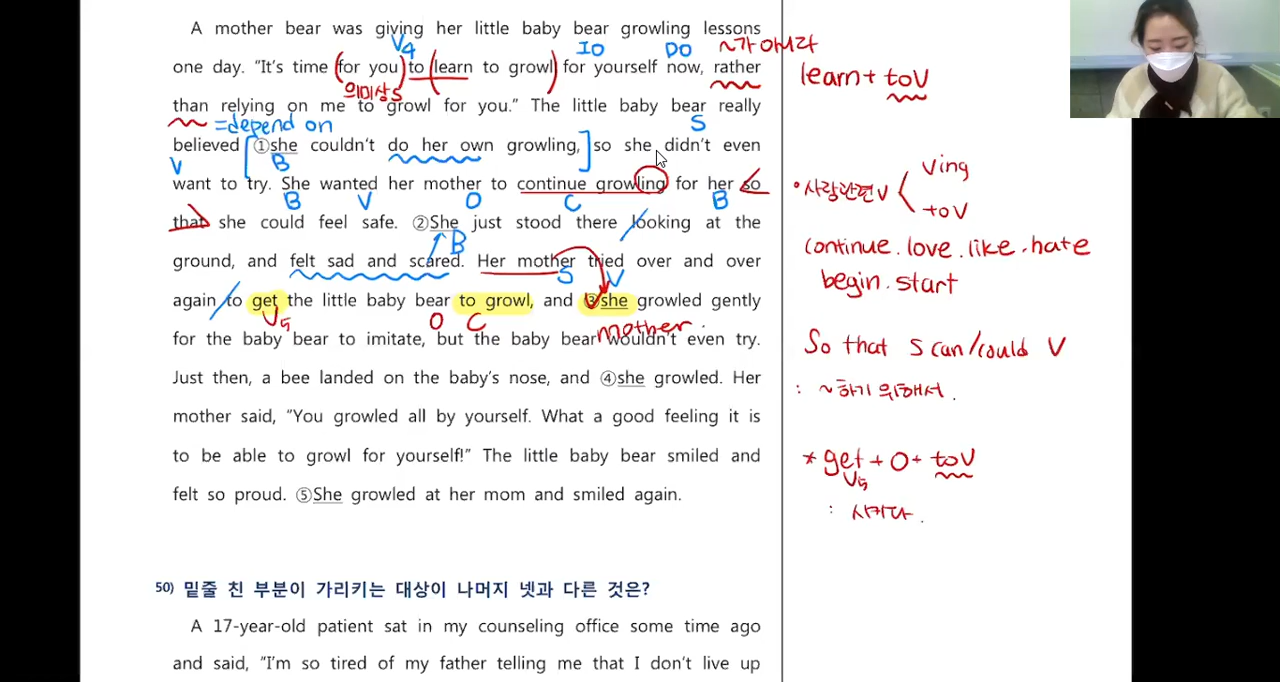 A mother bear was giving her little baby bear growling lessons
V4 IO DO ~가 아니라
one day. “It’s time (for you) to (learn to growl) for yourself now, rather
learn + toV
의미상S
than relying on me to growl for you.” The little baby bear really
=depend on S
believed [①she couldn’t do her own growling,] so she didn’t even
V B
want to try. She wanted her mother to continue growling for her so
B V O C B
that she could feel safe. ②She just stood there looking at the
B
ground, and felt sad and scared. Her mother tried over and over
S V
again to get the little baby bear to growl, and ③she growled gently
V5 O C mother
for the baby bear to imitate, but the baby bear wouldn’t even try.
Just then, a bee landed on the baby’s nose, and ④she growled. Her
mother said, “You growled all by yourself. What a good feeling it is
to be able to growl for yourself!” The little baby bear smiled and
felt so proud. ⑤She growled at her mom and smiled again.
Ving
•사랑관련V <
toV
continue. love. like. hate
begin. start
So that S can/could V
: ~하기 위해서.
* get + O + toV
V5
: 시키다.
50) 밑줄 친 부분이 가리키는 대상이 나머지 넷과 다른 것은?
A 17-year-old patient sat in my counseling office some time ago
and said, “I’m so tired of my father telling me that I don’t live up